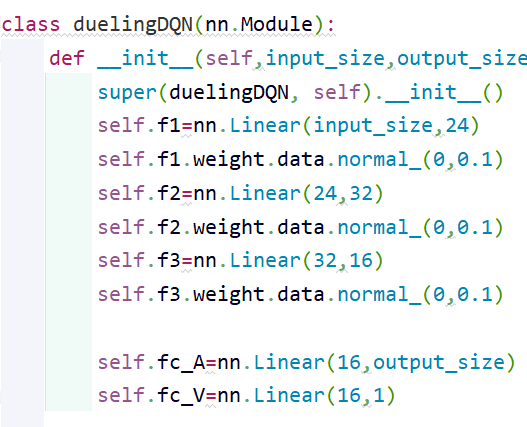 class duelingDQN(nn.Module):
    def __init__(self,input_size,output_size
        super(duelingDQN, self).__init__()
        self.f1=nn.Linear(input_size,24)
        self.f1.weight.data.normal_(0,0.1)
        self.f2=nn.Linear(24,32)
        self.f2.weight.data.normal_(0,0.1)
        self.f3=nn.Linear(32,16)
        self.f3.weight.data.normal_(0,0.1)
        self.fc_A=nn.Linear(16,output_size)
        self.fc_V=nn.Linear(16,1)